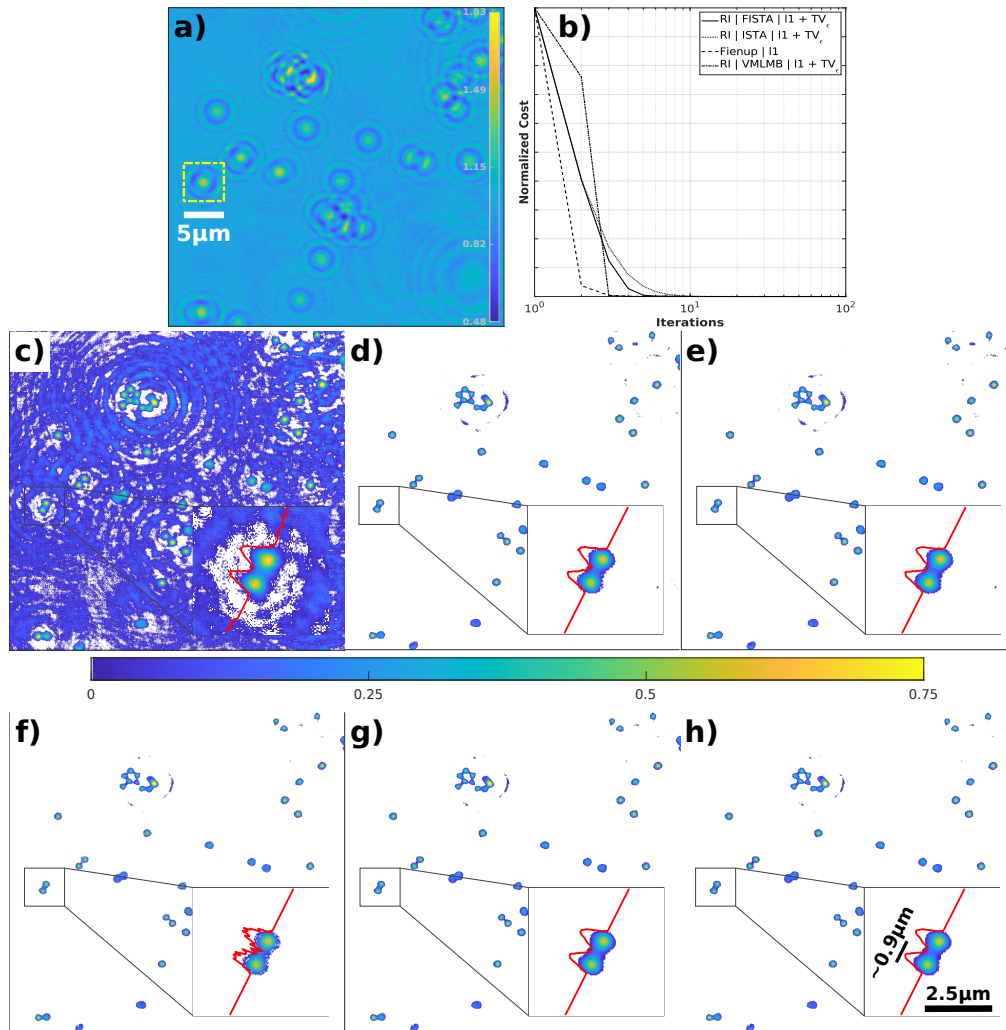 a)
1.83
1.49
1.15
0.82
0.48
5μm
b)
RI | FISTA | l1 + TVϵ
RI | ISTA | l1 + TVϵ
Fienup | l1
RI | VMLMB | l1 + TVϵ
Normalized Cost
10^0 10^1 10^2
Iterations
c)
d)
e)
0 0.25 0.5 0.75
f)
g)
h)
~0.9μm
2.5μm